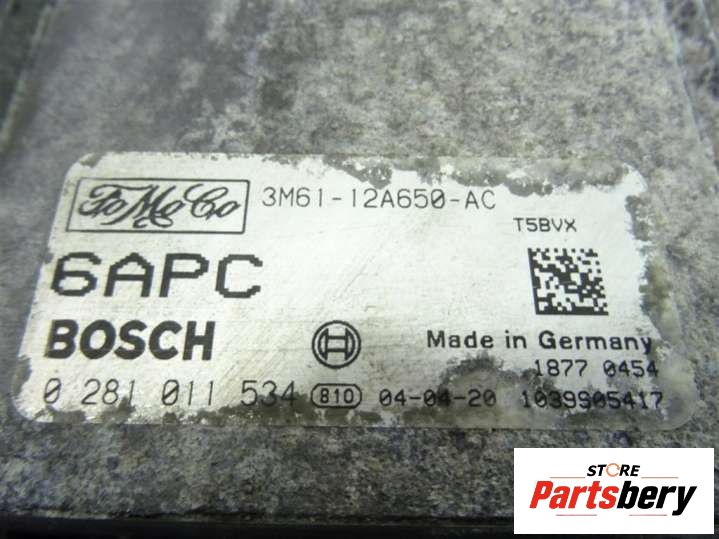 FoMoCo 3M61-12A650-AC
T5BVX
6APC
BOSCH Made in Germany
1877 0454
0 281 011 534 810 04-04-20 1039S05417
STORE
Partsbery